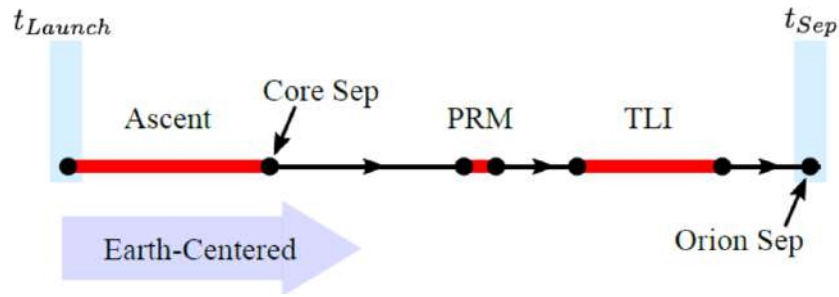 t_Launch
t_Sep
Core Sep
Ascent
PRM
TLI
Earth-Centered
Orion Sep